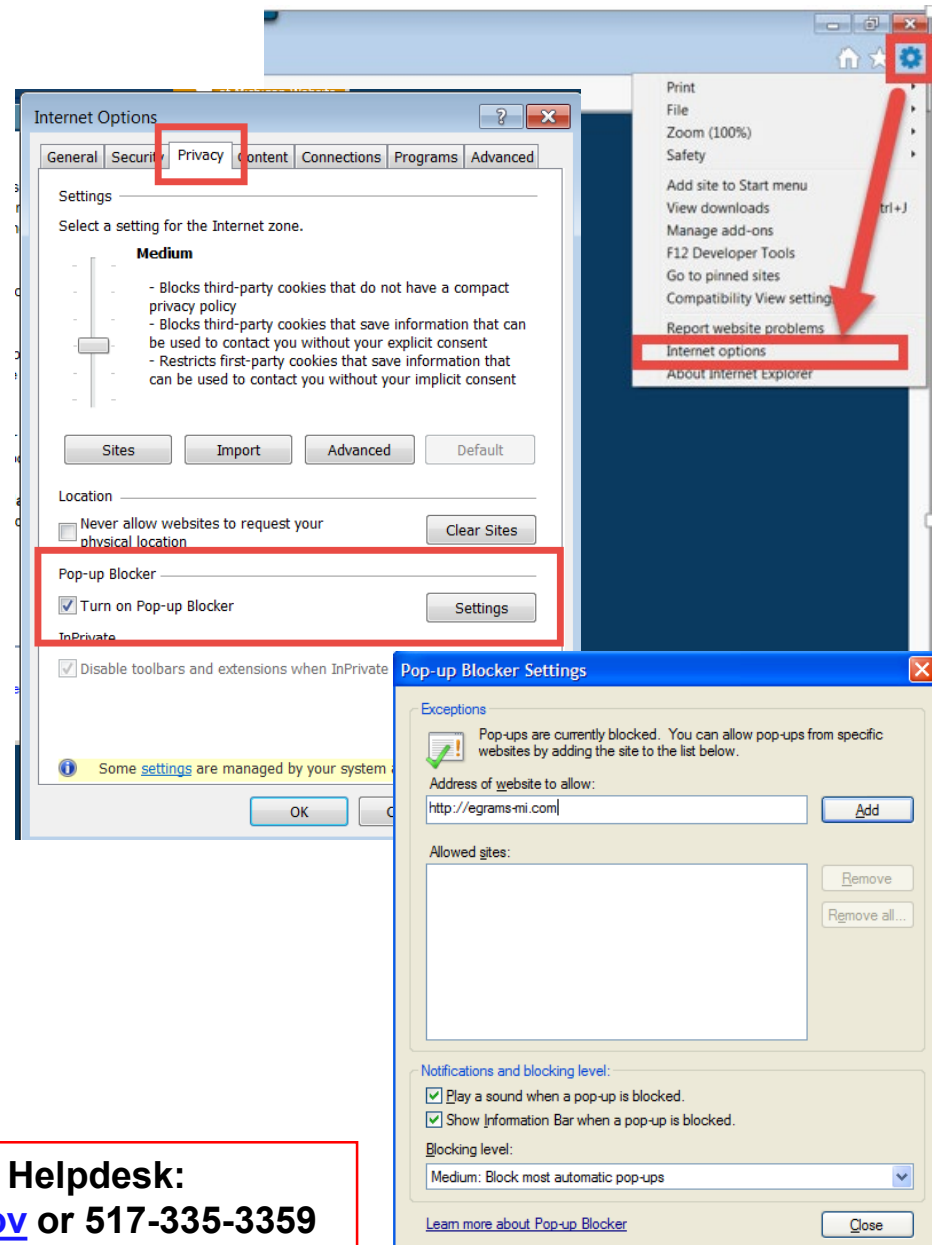 Print
File
Zoom (100%)
Safety
Add site to Start menu
View downloads trl+J
Manage add-ons
F12 Developer Tools
Go to pinned sites
Compatibility View setting
Report website problems
Internet options
About Internet Explorer
Internet Options
General Security Privacy Content Connections Programs Advanced
Settings
Select a setting for the Internet zone.
Medium
- Blocks third-party cookies that do not have a compact
privacy policy
- Blocks third-party cookies that save information that can
be used to contact you without your explicit consent
- Restricts first-party cookies that save information that
can be used to contact you without your implicit consent
Sites Import Advanced Default
Location
Never allow websites to request your
physical location
Clear Sites
Pop-up Blocker
Turn on Pop-up Blocker
Settings
InPrivate
Disable toolbars and extensions when InPrivate
Some settings are managed by your system
OK
Pop-up Blocker Settings
Exceptions
Pop-ups are currently blocked. You can allow pop-ups from specific
websites by adding the site to the list below.
Address of website to allow:
http://egrams-mi.com
Add
Allowed sites:
Remove
Remove all...
Notifications and blocking level:
Play a sound when a pop-up is blocked.
Show Information Bar when a pop-up is blocked.
Blocking level:
Medium: Block most automatic pop-ups
Learn more about Pop-up Blocker
Close
Helpdesk:
ov or 517-335-3359